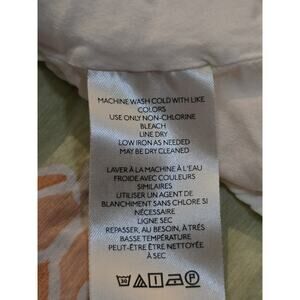 MACHINE WASH COLD WITH LIKE
COLORS
USE ONLY NON-CHLORINE
BLEACH
LINE DRY
LOW IRON AS NEEDED
MAY BE DRY CLEANED
LAVER À LA MACHINE À L'EAU
FROIDE AVEC COULEURS
SIMILAIRES
UTILISER UN AGENT DE
BLANCHIMENT SANS CHLORE SI
NÉCESSAIRE
LIGNE SEC
REPASSER, AU BESOIN, À TRÈS
BASSE TEMPÉRATURE
PEUT ÊTRE NETTOYÉE
À SEC
30
P